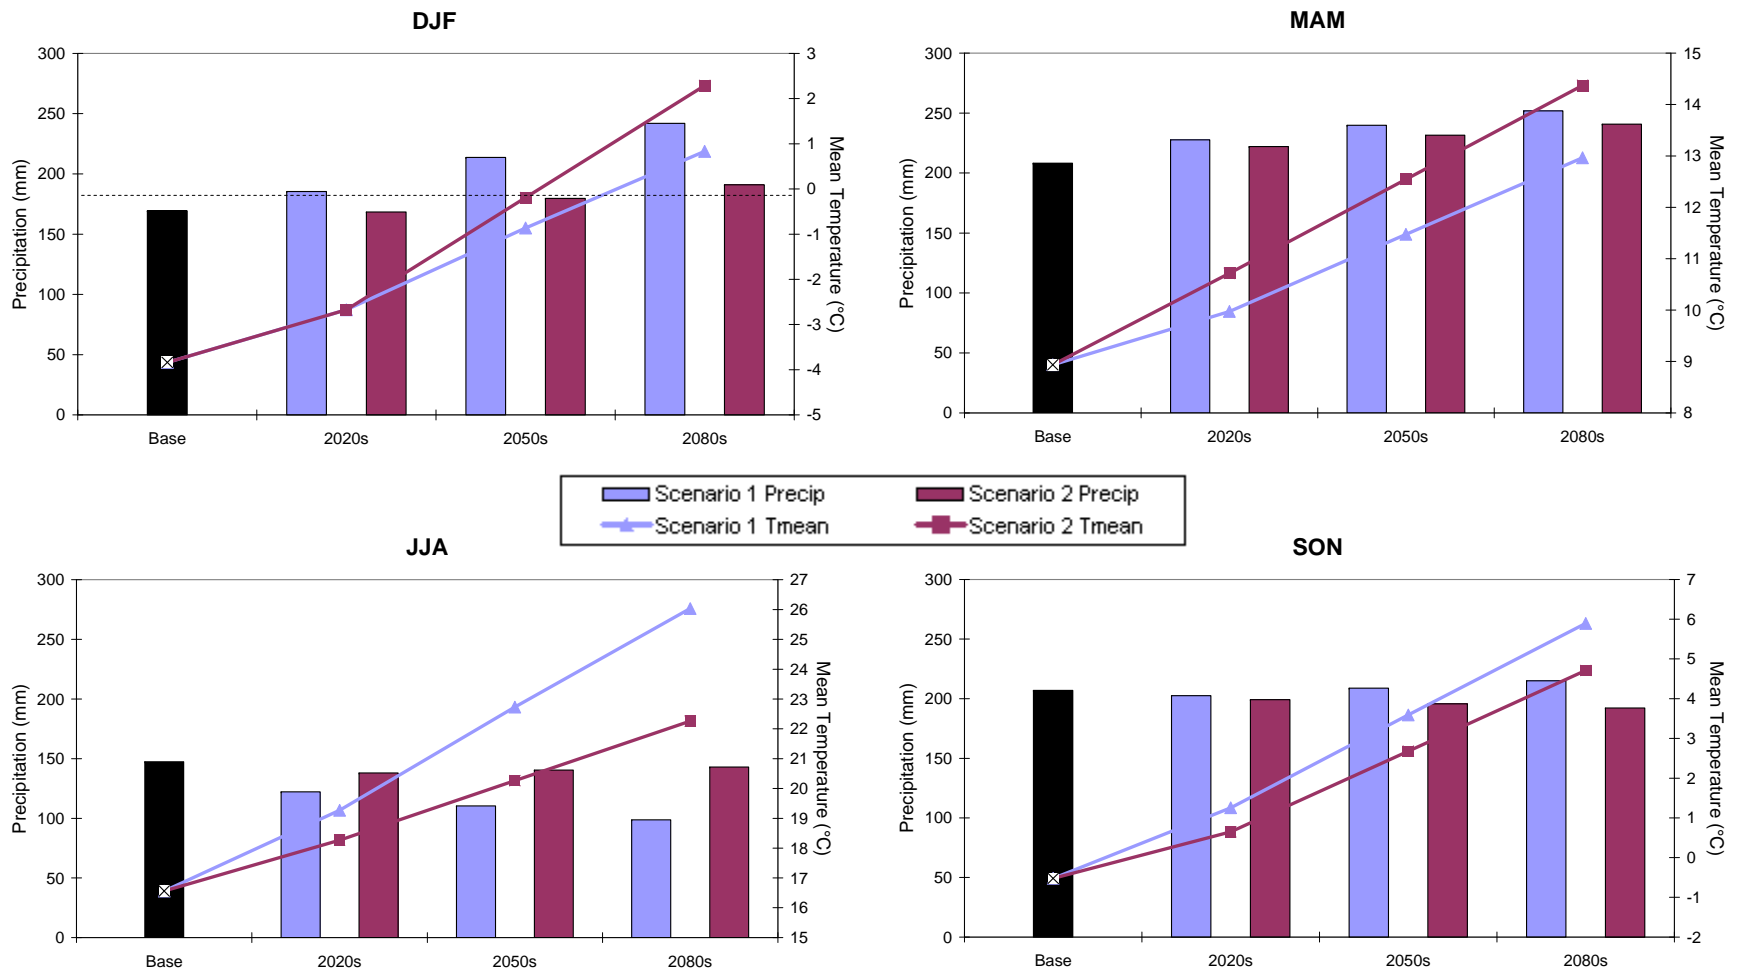 DJF
300
250
200
150
100
50
0
Precipitation (mm)
3
2
1
0
-1
-2
-3
-4
-5
Mean Temperature (°C)
Base
2020s
2050s
2080s
MAM
300
250
200
150
100
50
0
Precipitation (mm)
15
14
13
12
11
10
9
8
Mean Temperature (°C)
Base
2020s
2050s
2080s
Scenario 1 Precip
Scenario 2 Precip
Scenario 1 Tmean
Scenario 2 Tmean
JJA
300
250
200
150
100
50
0
Precipitation (mm)
27
26
25
24
23
22
21
20
19
18
17
16
15
Mean Temperature (°C)
Base
2020s
2050s
2080s
SON
300
250
200
150
100
50
0
Precipitation (mm)
7
6
5
4
3
2
1
0
-1
-2
Mean Temperature (°C)
Base
2020s
2050s
2080s